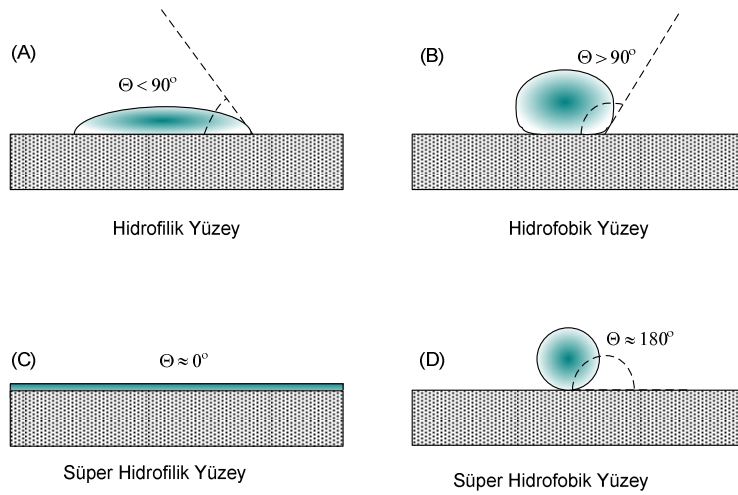 (A)
Θ < 90°
Hidrofilik Yüzey
(B)
Θ > 90°
Hidrofobik Yüzey
(C)
Θ ≈ 0°
Süper Hidrofilik Yüzey
(D)
Θ ≈ 180°
Süper Hidrofobik Yüzey